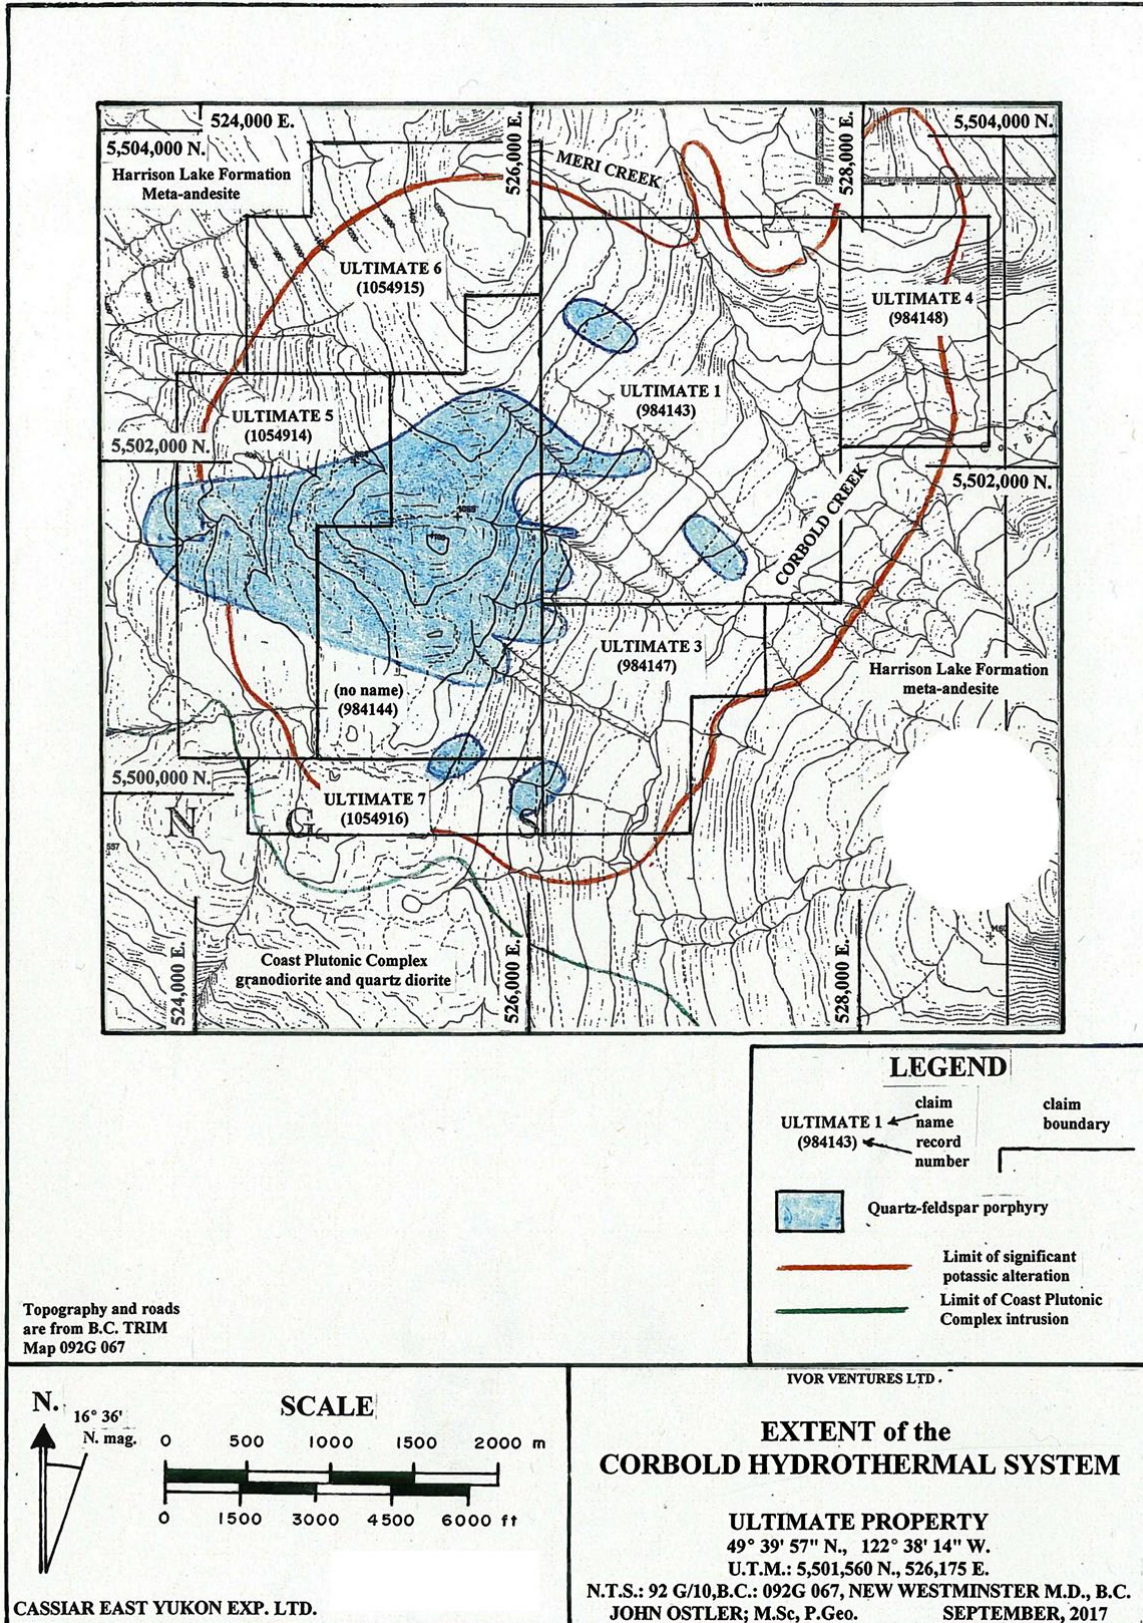 524,000 E.
5,504,000 N.
Harrison Lake Formation
Meta-andesite
526,000 E.
MERI CREEK
528,000 E.
5,504,000 N.
ULTIMATE 6
(1054915)
ULTIMATE 4
(984148)
ULTIMATE 1
(984143)
ULTIMATE 5
(1054914)
5,502,000 N.
5,502,000 N.
CORBOLD CREEK
ULTIMATE 3
(984147)
Harrison Lake Formation
meta-andesite
(no name)
(984144)
5,500,000 N.
ULTIMATE 7
(1054916)
N G S
Coast Plutonic Complex
granodiorite and quartz diorite
524,000 E.
526,000 E.
528,000 E.
LEGEND
ULTIMATE 1
(984143)
claim
name
record
number
claim
boundary
Quartz-feldspar porphyry
Limit of significant
potassic alteration
Limit of Coast Plutonic
Complex intrusion
Topography and roads
are from B.C. TRIM
Map 092G 067
N.
16° 36'
N. mag.
SCALE
0 500 1000 1500 2000 m
0 1500 3000 4500 6000 ft
CASSIAR EAST YUKON EXP. LTD.
IVOR VENTURES LTD.
EXTENT of the
CORBOLD HYDROTHERMAL SYSTEM
ULTIMATE PROPERTY
49° 39' 57" N., 122° 38' 14" W.
U.T.M.: 5,501,560 N., 526,175 E.
N.T.S.: 92 G/10,B.C.: 092G 067, NEW WESTMINSTER M.D., B.C.
JOHN OSTLER; M.Sc, P.Geo. SEPTEMBER, 2017